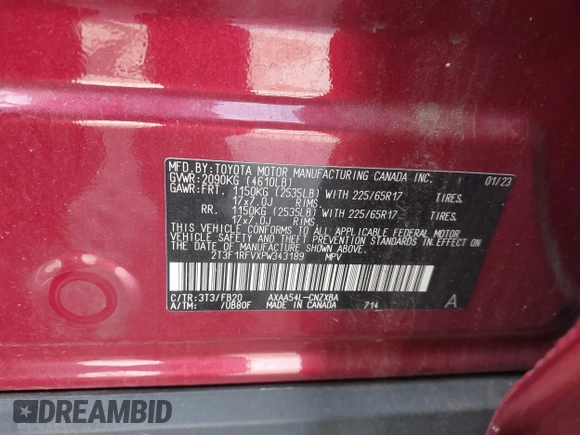 MFD.BY:TOYOTA MOTOR MANUFACTURING CANADA INC. 01/23
GVWR:2090KG (4610LB)
GAWR:FRT. 1150KG (2535LB) WITH 225/65R17 TIRES.
17x7.0J RIMS.
RR. 1150KG (2535LB) WITH 225/65R17 TIRES.
17x7.0J RIMS.
THIS VEHICLE CONFORMS TO ALL APPLICABLE FEDERAL MOTOR
VEHICLE SAFETY AND THEFT PREVENTION STANDARDS IN EFFECT
ON THE DATE OF MANUFACTURE SHOWN ABOVE.
2T3F1RFVXPW343189 MPV
C/TR:3T3/FB20 AXAA54L-CNZXBA A
A/TM: /UB80F MADE IN CANADA 714
DREAMBID